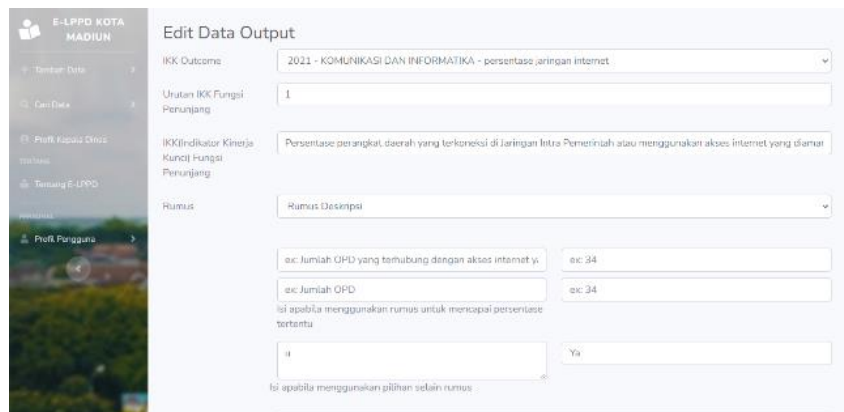 E-LPPD KOTA
MADIUN
Tambah Data
Cari Data
Profil Kepala Dinas
TENTANG
Tentang E-LPPD
Profil Pengguna
Edit Data Output
IKK Outcome
2021 - KOMUNIKASI DAN INFORMATIKA - persentase jaringan internet
Urutan IKK Fungsi
Penunjang
1
IKK(Indikator Kinerja
Kunci) Fungsi
Penunjang
Persentase perangkat daerah yang terkoneksi di Jaringan Intra Pemerintah atau menggunakan akses internet yang diamar
Rumus
Rumus Deskripsi
ex: Jumlah OPD yang terhubung dengan akses internet y
ex: 34
ex: Jumlah OPD
ex: 34
Isi apabila menggunakan rumus untuk mencapai persentase
tertentu
a
Ya
Isi apabila menggunakan pilihan selain rumus